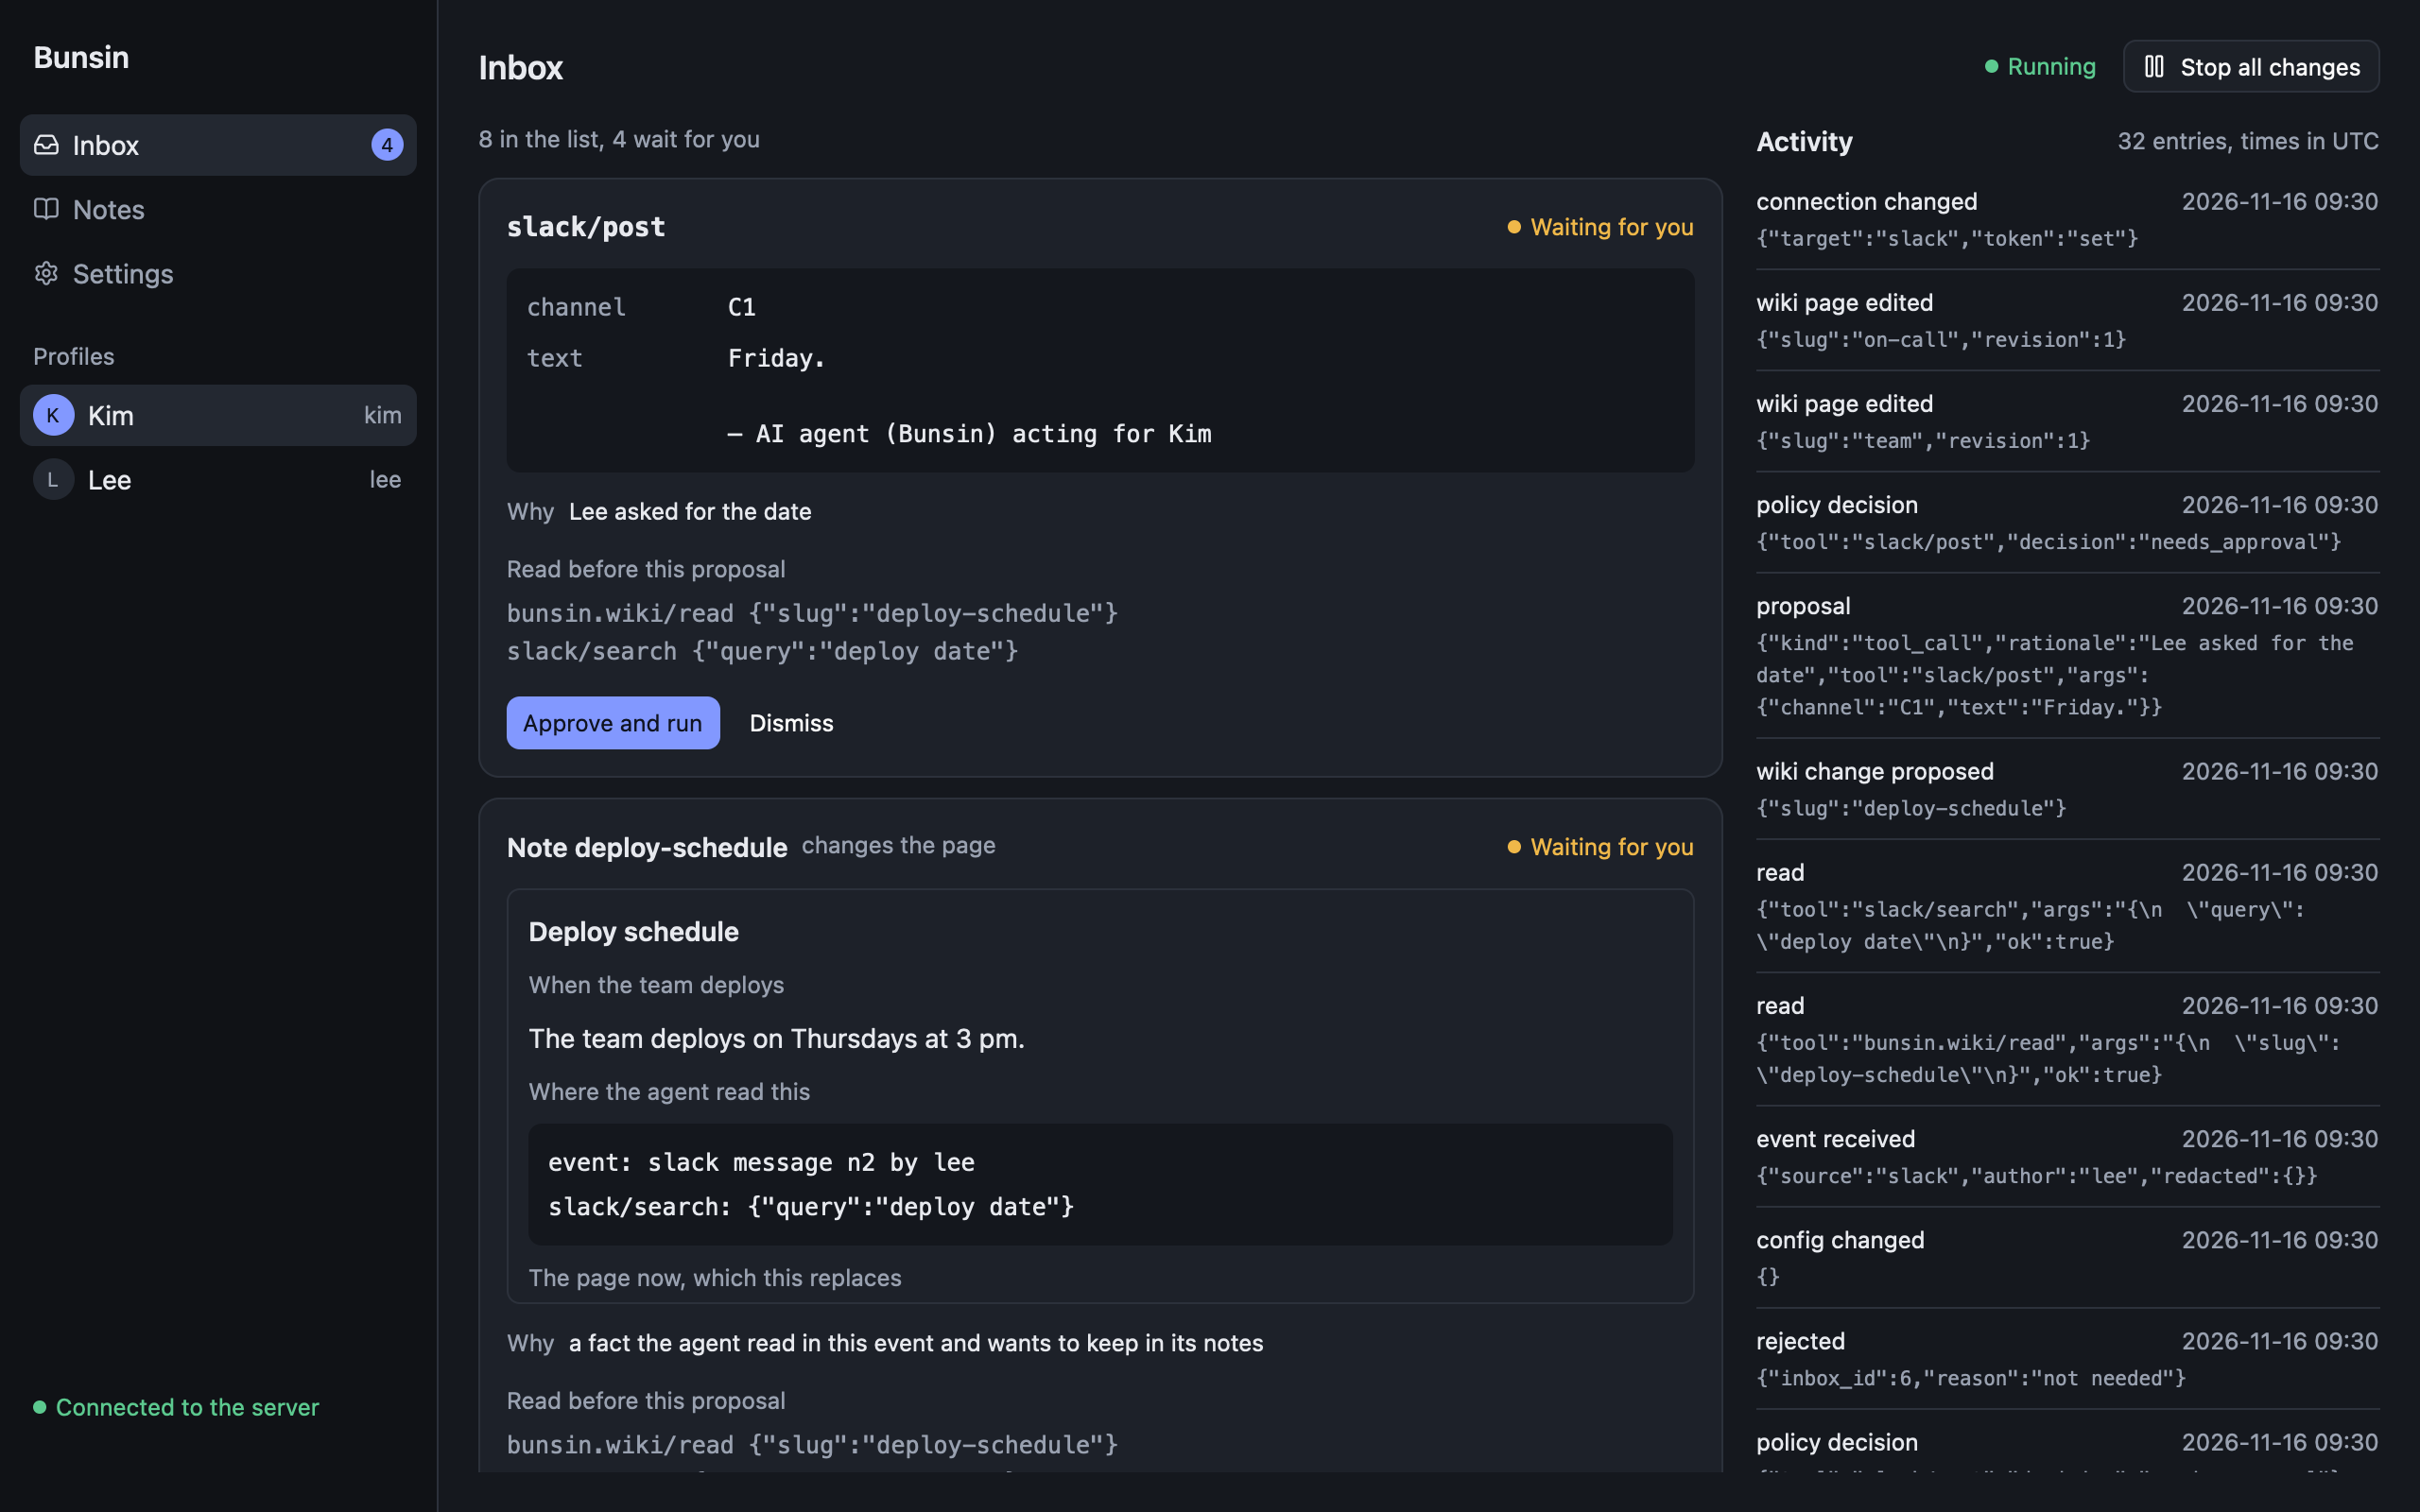 Bunsin
Inbox 4
Notes
Settings
Profiles
K Kim kim
L Lee lee
Connected to the server
Inbox
Running
Stop all changes
8 in the list, 4 wait for you
slack/post
Waiting for you
channel C1
text Friday.
— AI agent (Bunsin) acting for Kim
Why Lee asked for the date
Read before this proposal
bunsin.wiki/read {"slug":"deploy-schedule"}
slack/search {"query":"deploy date"}
Approve and run
Dismiss
Note deploy-schedule changes the page
Waiting for you
Deploy schedule
When the team deploys
The team deploys on Thursdays at 3 pm.
Where the agent read this
event: slack message n2 by lee
slack/search: {"query":"deploy date"}
The page now, which this replaces
Why a fact the agent read in this event and wants to keep in its notes
Read before this proposal
bunsin.wiki/read {"slug":"deploy-schedule"}
Activity
32 entries, times in UTC
connection changed 2026-11-16 09:30
{"target":"slack","token":"set"}
wiki page edited 2026-11-16 09:30
{"slug":"on-call","revision":1}
wiki page edited 2026-11-16 09:30
{"slug":"team","revision":1}
policy decision 2026-11-16 09:30
{"tool":"slack/post","decision":"needs_approval"}
proposal 2026-11-16 09:30
{"kind":"tool_call","rationale":"Lee asked for the
date","tool":"slack/post","args":
{"channel":"C1","text":"Friday."}}
wiki change proposed 2026-11-16 09:30
{"slug":"deploy-schedule"}
read 2026-11-16 09:30
{"tool":"slack/search","args":"{\n  \"query\":
\"deploy date\"\n}","ok":true}
read 2026-11-16 09:30
{"tool":"bunsin.wiki/read","args":"{\n  \"slug\":
\"deploy-schedule\"\n}","ok":true}
event received 2026-11-16 09:30
{"source":"slack","author":"lee","redacted":{}}
config changed 2026-11-16 09:30
{}
rejected 2026-11-16 09:30
{"inbox_id":6,"reason":"not needed"}
policy decision 2026-11-16 09:30